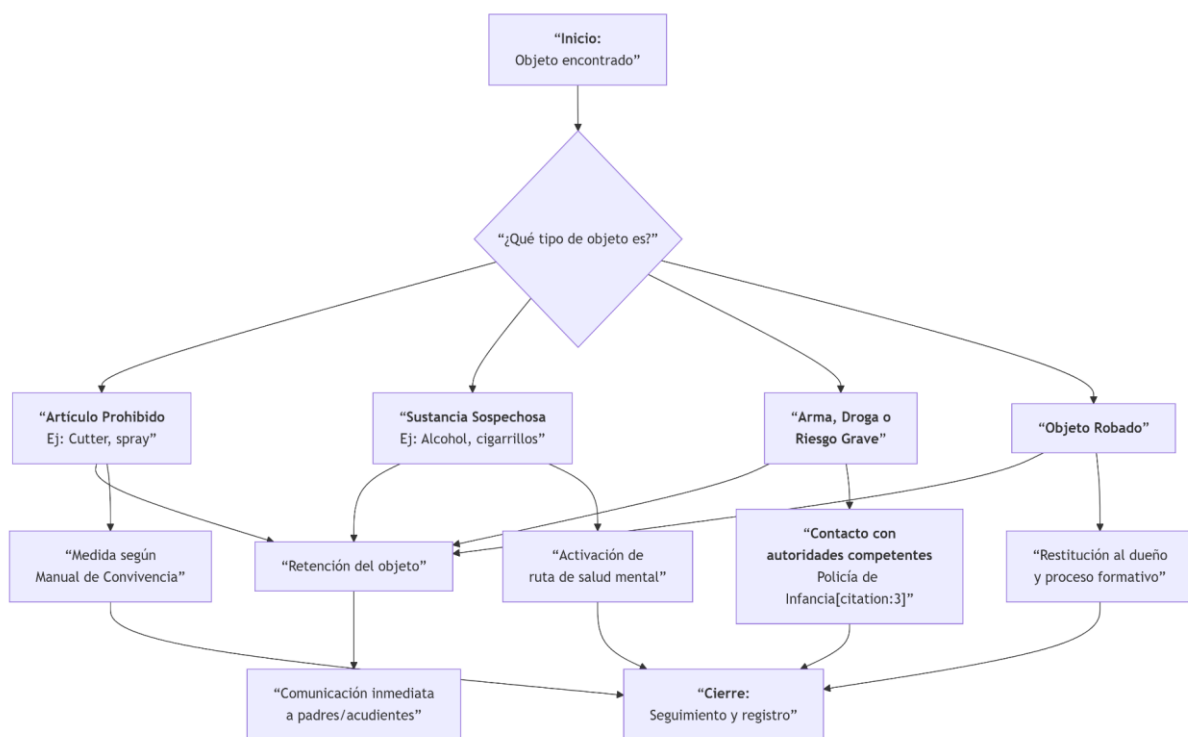 “Inicio:
Objeto encontrado”
“¿Qué tipo de objeto es?”
“Artículo Prohibido
Ej: Cutter, spray”
“Sustancia Sospechosa
Ej: Alcohol, cigarrillos”
“Arma, Droga o
Riesgo Grave”
“Objeto Robado”
“Medida según
Manual de Convivencia”
“Retención del objeto”
“Activación de
ruta de salud mental”
“Contacto con
autoridades competentes
Policía de
Infancia[citation:3]”
“Restitución al dueño
y proceso formativo”
“Comunicación inmediata
a padres/acudientes”
“Cierre:
Seguimiento y registro”